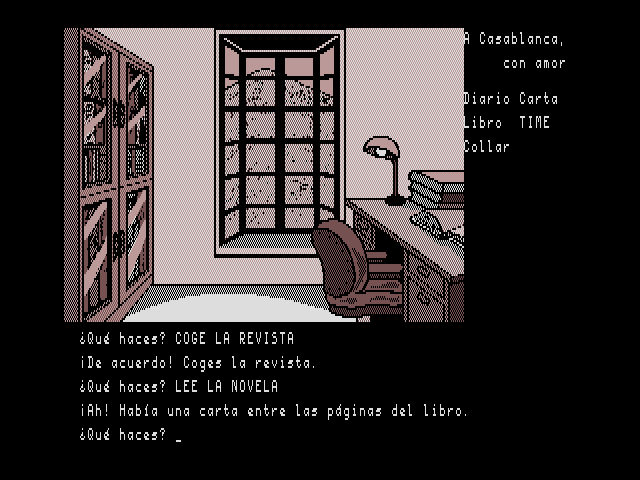 A Casablanca,
con amor
Diario Carta
Libro TIME
Collar
¿Qué haces? COGE LA REVISTA
¡De acuerdo! Coges la revista.
¿Qué haces? LEE LA NOVELA
¡Ah! Había una carta entre las páginas del libro.
¿Qué haces? _